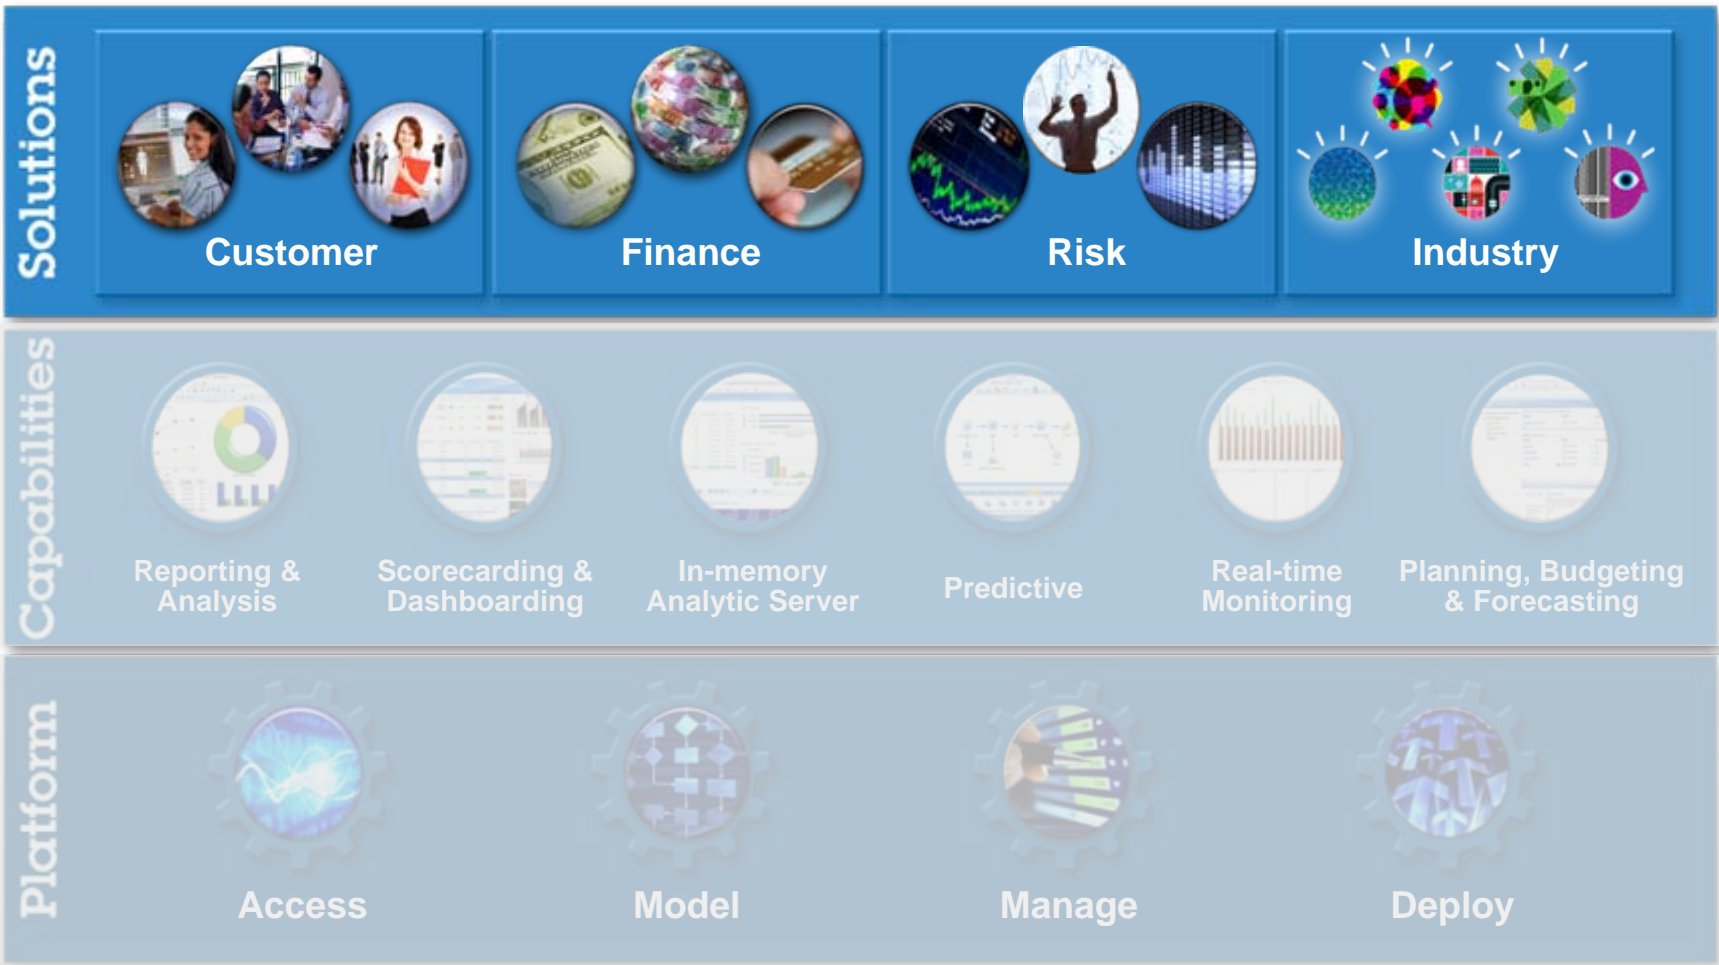 Solutions
Customer
Finance
Risk
Industry
Capabilities
Reporting &
Analysis
Scorecarding &
Dashboarding
In-memory
Analytic Server
Predictive
Real-time
Monitoring
Planning, Budgeting
& Forecasting
Platform
Access
Model
Manage
Deploy